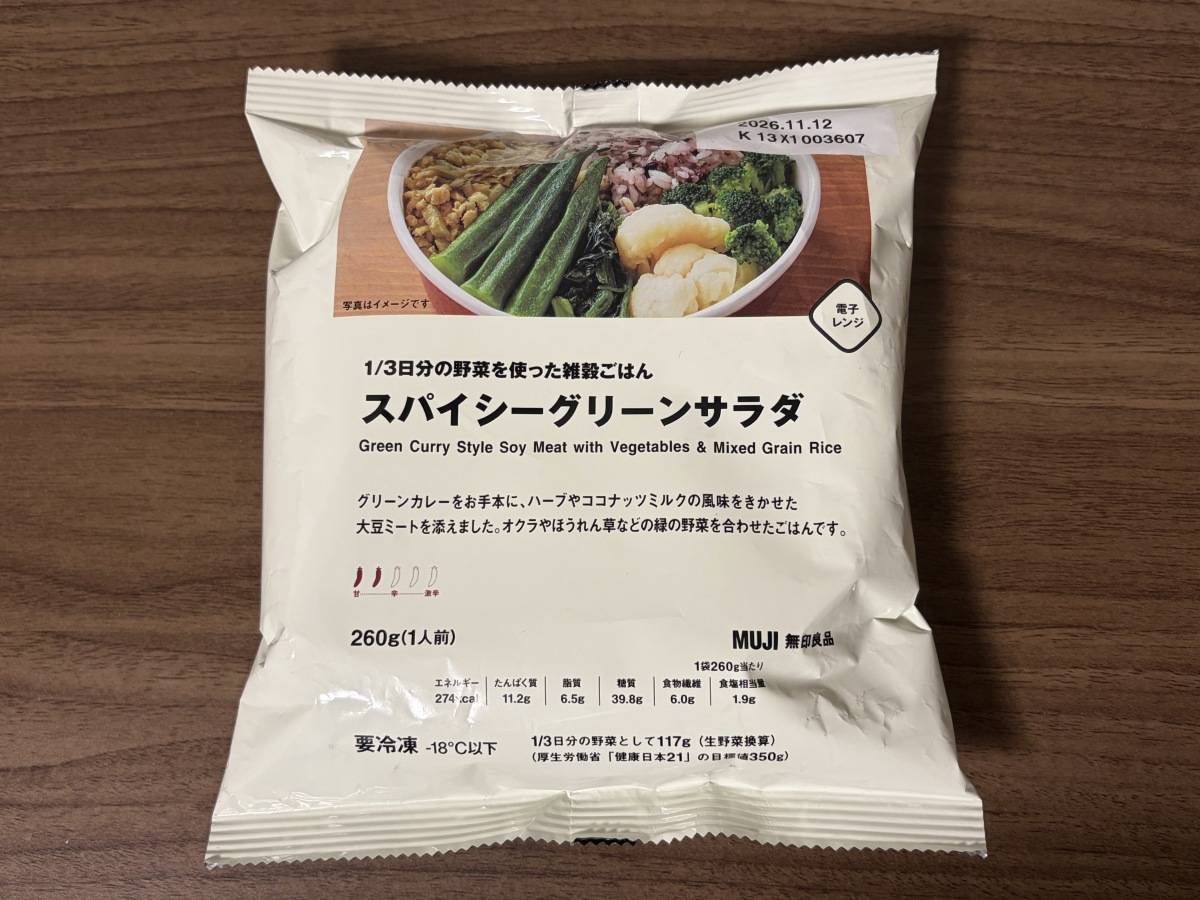 2026.11.12
K 13X1 003607
写真はイメージです
電子
レンジ
1/3日分の野菜を使った雑穀ごはん
スパイシーグリーンサラダ
Green Curry Style Soy Meat with Vegetables & Mixed Grain Rice
グリーンカレーをお手本に、ハーブやココナッツミルクの風味をきかせた
大豆ミートを添えました。オクラやほうれん草などの緑の野菜を合わせたごはんです。
甘 辛 激辛
260g(1人前)
MUJI 無印良品
1袋260g当たり
エネルギー たんぱく質 脂質 糖質 食物繊維 食塩相当量
274kcal 11.2g 6.5g 39.8g 6.0g 1.9g
要冷凍 -18℃以下
1/3日分の野菜として117g（生野菜換算）
（厚生労働省「健康日本21」の目標値350g）